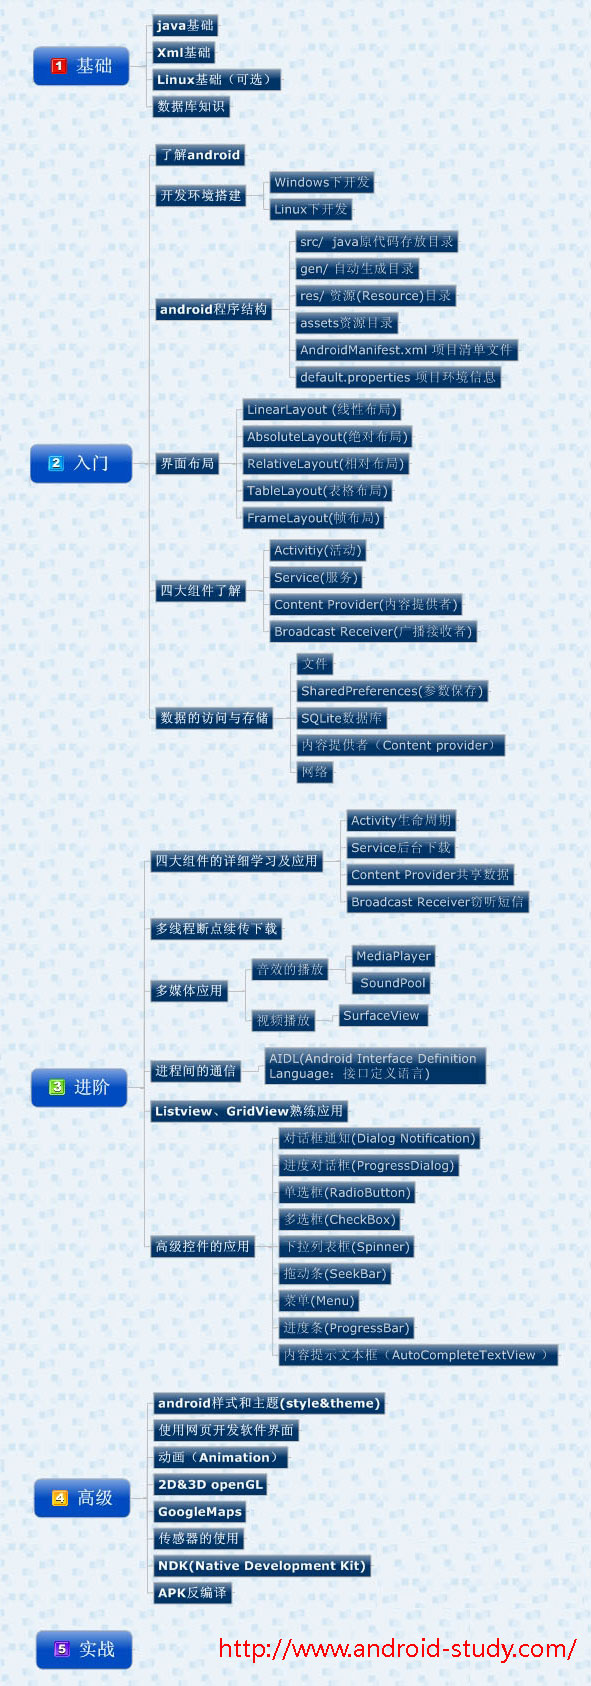 1 基础
java基础
Xml基础
Linux基础（可选）
数据库知识
2 入门
了解android
开发环境搭建
Windows下开发
Linux下开发
android程序结构
src/ java原代码存放目录
gen/ 自动生成目录
res/ 资源(Resource)目录
assets资源目录
AndroidManifest.xml 项目清单文件
default.properties 项目环境信息
界面布局
LinearLayout (线性布局)
AbsoluteLayout(绝对布局)
RelativeLayout(相对布局)
TableLayout(表格布局)
FrameLayout(帧布局)
四大组件了解
Activitiy(活动)
Service(服务)
Content Provider(内容提供者)
Broadcast Receiver(广播接收者)
数据的访问与存储
文件
SharedPreferences(参数保存)
SQLite数据库
内容提供者（Content provider）
网络
3 进阶
四大组件的详细学习及应用
Activity生命周期
Service后台下载
Content Provider共享数据
Broadcast Receiver窃听短信
多线程断点续传下载
多媒体应用
音效的播放
MediaPlayer
SoundPool
视频播放
SurfaceView
进程间的通信
AIDL(Android Interface Definition
Language：接口定义语言)
Listview、GridView熟练应用
高级控件的应用
对话框通知(Dialog Notification)
进度对话框(ProgressDialog)
单选框(RadioButton)
多选框(CheckBox)
下拉列表框(Spinner)
拖动条(SeekBar)
菜单(Menu)
进度条(ProgressBar)
内容提示文本框（AutoCompleteTextView ）
4 高级
android样式和主题(style&theme)
使用网页开发软件界面
动画（Animation）
2D&3D openGL
GoogleMaps
传感器的使用
NDK(Native Development Kit)
APK反编译
5 实战
http://www.android-study.com/